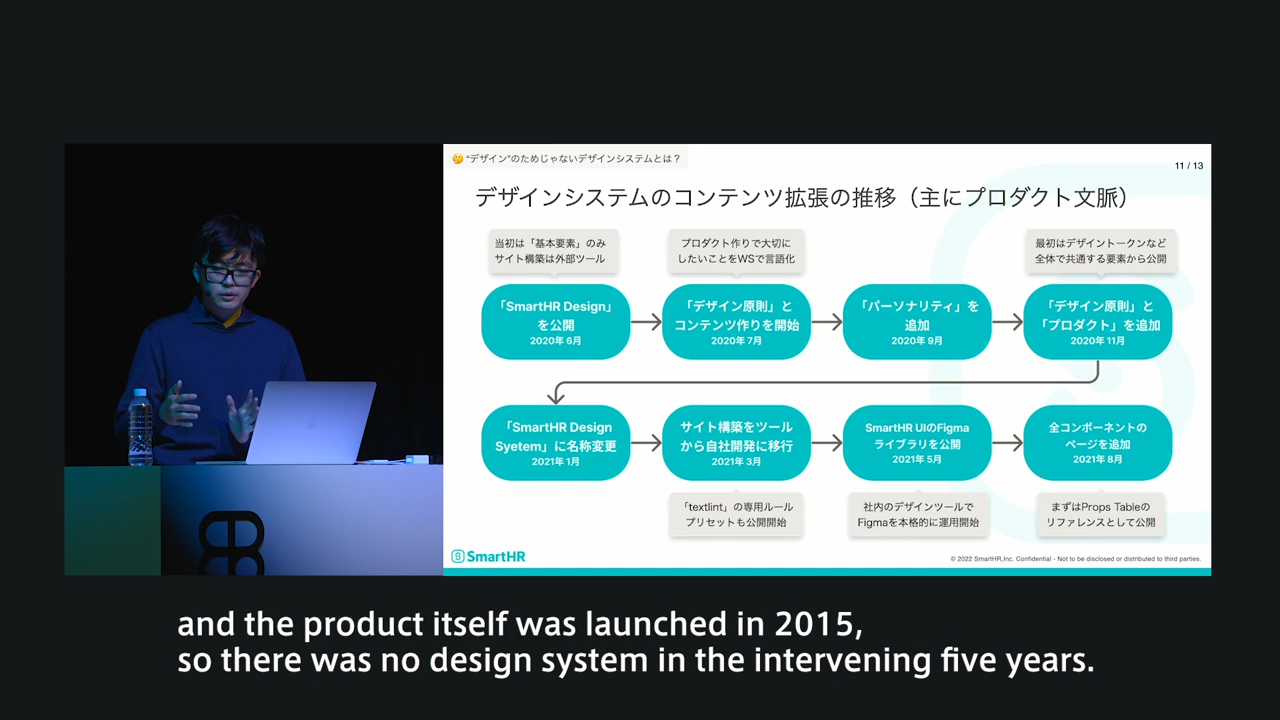 🤔 “デザイン”のためじゃないデザインシステムとは？
11 / 13
デザインシステムのコンテンツ拡張の推移（主にプロダクト文脈）
当初は「基本要素」のみ
サイト構築は外部ツール
プロダクト作りで大切に
したいことをWSで言語化
最初はデザイントークンなど
全体で共通する要素から公開
「SmartHR Design」
を公開
2020年 6月
「デザイン原則」と
コンテンツ作りを開始
2020年 7月
「パーソナリティ」を
追加
2020年 9月
「デザイン原則」と
「プロダクト」を追加
2020年 11月
「SmartHR Design
Syetem」に名称変更
2021年 1月
サイト構築をツール
から自社開発に移行
2021年 3月
SmartHR UIのFigma
ライブラリを公開
2021年 5月
全コンポーネントの
ページを追加
2021年 8月
「textlint」の専用ルール
プリセットも公開開始
社内のデザインツールで
Figmaを本格的に運用開始
まずはProps Tableの
リファレンスとして公開
SmartHR
© 2022 SmartHR,Inc. Confidential - Not to be disclosed or distributed to third parties.
and the product itself was launched in 2015,
so there was no design system in the intervening five years.